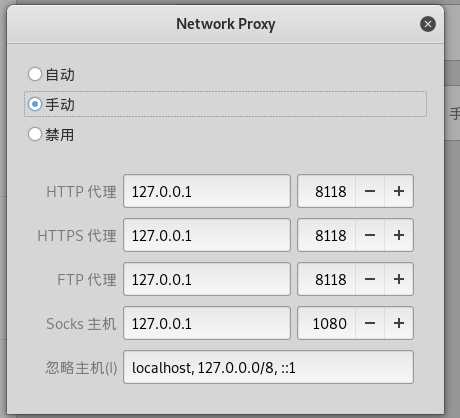 Network Proxy
自动
手动
禁用
HTTP 代理 127.0.0.1 8118 − +
HTTPS 代理 127.0.0.1 8118 − +
FTP 代理 127.0.0.1 8118 − +
Socks 主机 127.0.0.1 1080 − +
忽略主机(I) localhost, 127.0.0.0/8, ::1